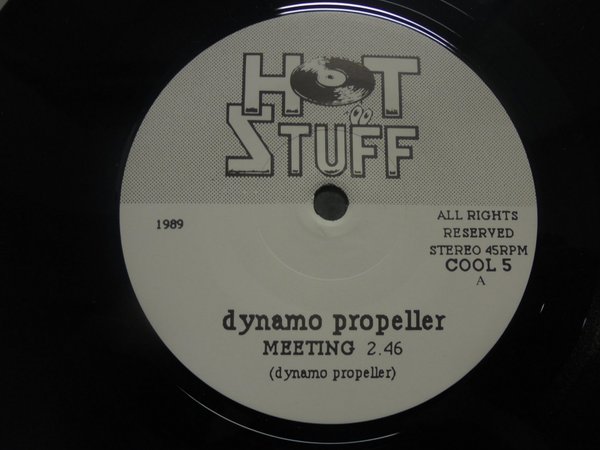 HOT
STUFF
1989
ALL RIGHTS
RESERVED
STEREO 45RPM
COOL 5
A
dynamo propeller
MEETING 2.46
(dynamo propeller)